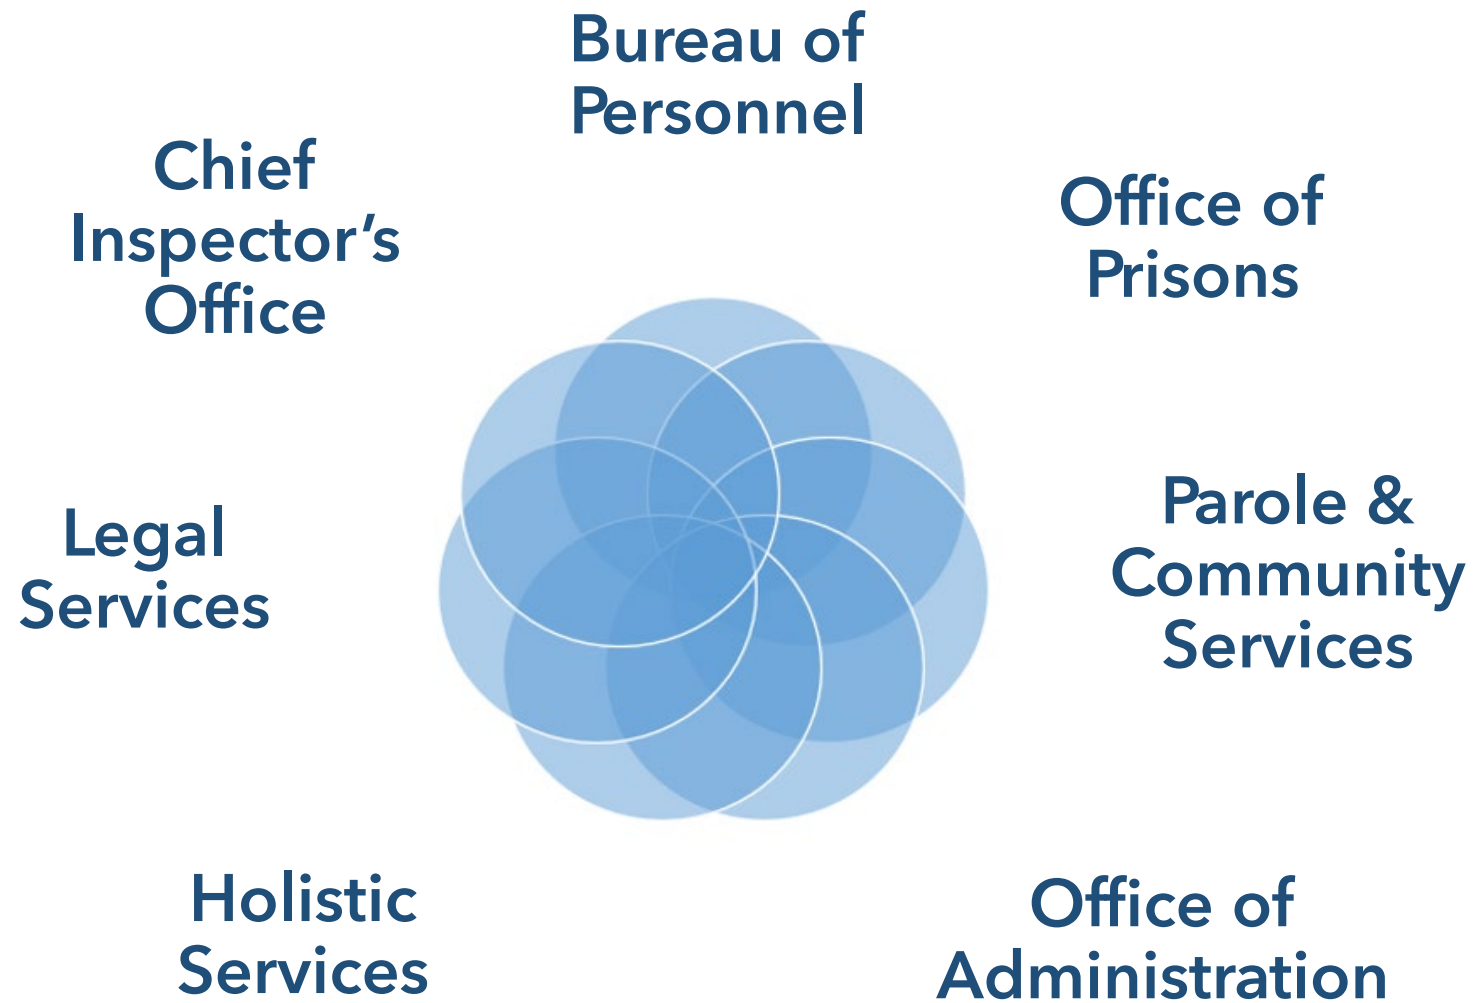 Bureau of
Personnel
Chief
Inspector’s
Office
Office of
Prisons
Legal
Services
Parole &
Community
Services
Holistic
Services
Office of
Administration